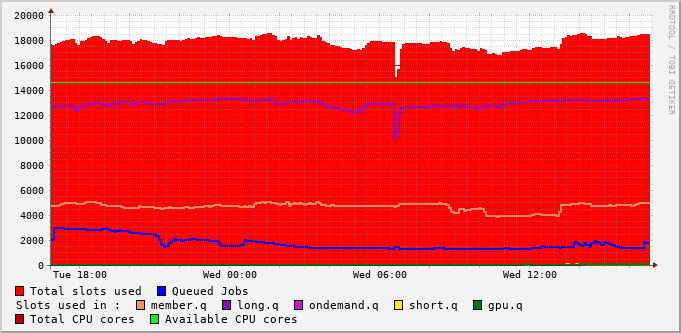 20000
18000
16000
14000
12000
10000
8000
6000
4000
2000
0
Tue 18:00 Wed 00:00 Wed 06:00 Wed 12:00
RRDTOOL / TOBI OETIKER
Total slots used Queued Jobs
Slots used in : member.q long.q ondemand.q short.q gpu.q
Total CPU cores Available CPU cores